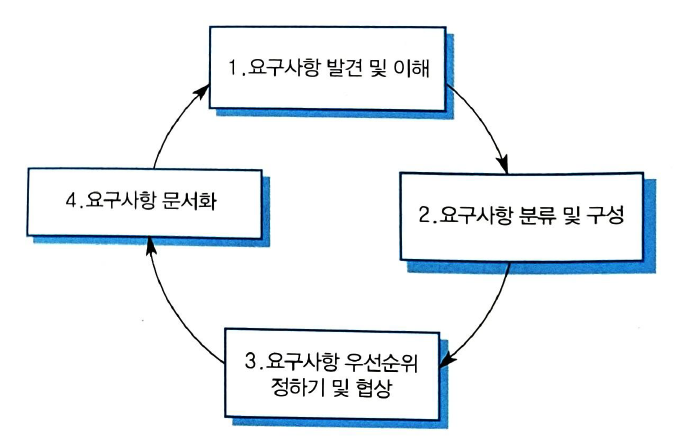 1.요구사항 발견 및 이해
2.요구사항 분류 및 구성
3.요구사항 우선순위
정하기 및 협상
4.요구사항 문서화